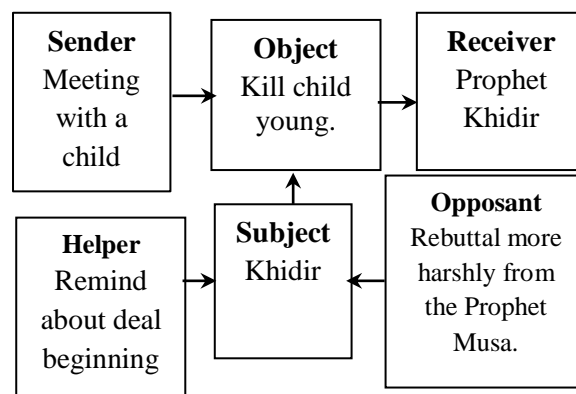 Sender
Meeting
with a
child
Object
Kill child
young.
Receiver
Prophet
Khidir
Helper
Remind
about deal
beginning
Subject
Khidir
Opposant
Rebuttal more
harshly from
the Prophet
Musa.